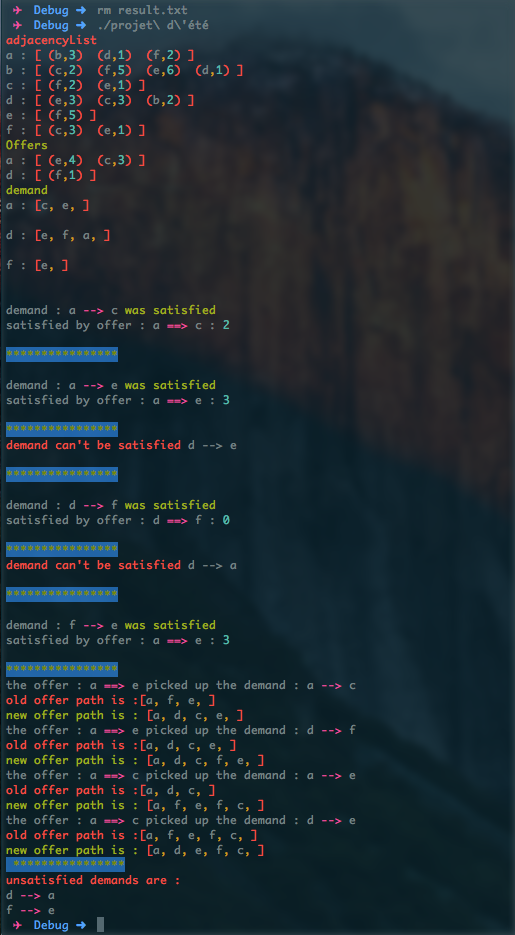 ✈ Debug ➜ rm result.txt
✈ Debug ➜ ./projet\ d\'été
adjacencyList
a : [ (b,3) (d,1) (f,2) ]
b : [ (c,2) (f,5) (e,6) (d,1) ]
c : [ (f,2) (e,1) ]
d : [ (e,3) (c,3) (b,2) ]
e : [ (f,5) ]
f : [ (c,3) (e,1) ]
Offers
a : [ (e,4) (c,3) ]
d : [ (f,1) ]
demand
a : [c, e, ]
d : [e, f, a, ]
f : [e, ]
demand : a --> c was satisfied
satisfied by offer : a ==> c : 2
****************
demand : a --> e was satisfied
satisfied by offer : a ==> e : 3
****************
demand can't be satisfied d --> e
****************
demand : d --> f was satisfied
satisfied by offer : d ==> f : 0
****************
demand can't be satisfied d --> a
****************
demand : f --> e was satisfied
satisfied by offer : a ==> e : 3
****************
the offer : a ==> e picked up the demand : a --> c
old offer path is :[a, f, e, ]
new offer path is : [a, d, c, e, ]
the offer : a ==> e picked up the demand : d --> f
old offer path is :[a, d, c, e, ]
new offer path is : [a, d, c, f, e, ]
the offer : a ==> c picked up the demand : a --> e
old offer path is :[a, d, c, ]
new offer path is : [a, f, e, f, c, ]
the offer : a ==> c picked up the demand : d --> e
old offer path is :[a, f, e, f, c, ]
new offer path is : [a, d, e, f, c, ]
****************
unsatisfied demands are :
d --> a
f --> e
✈ Debug ➜